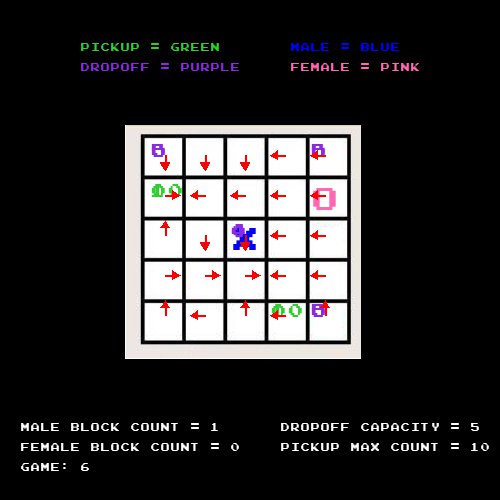 PICKUP = GREEN MALE = BLUE
DROPOFF = PURPLE FEMALE = PINK
MALE BLOCK COUNT = 1 DROPOFF CAPACITY = 5
FEMALE BLOCK COUNT = 0 PICKUP MAX COUNT = 10
GAME: 6